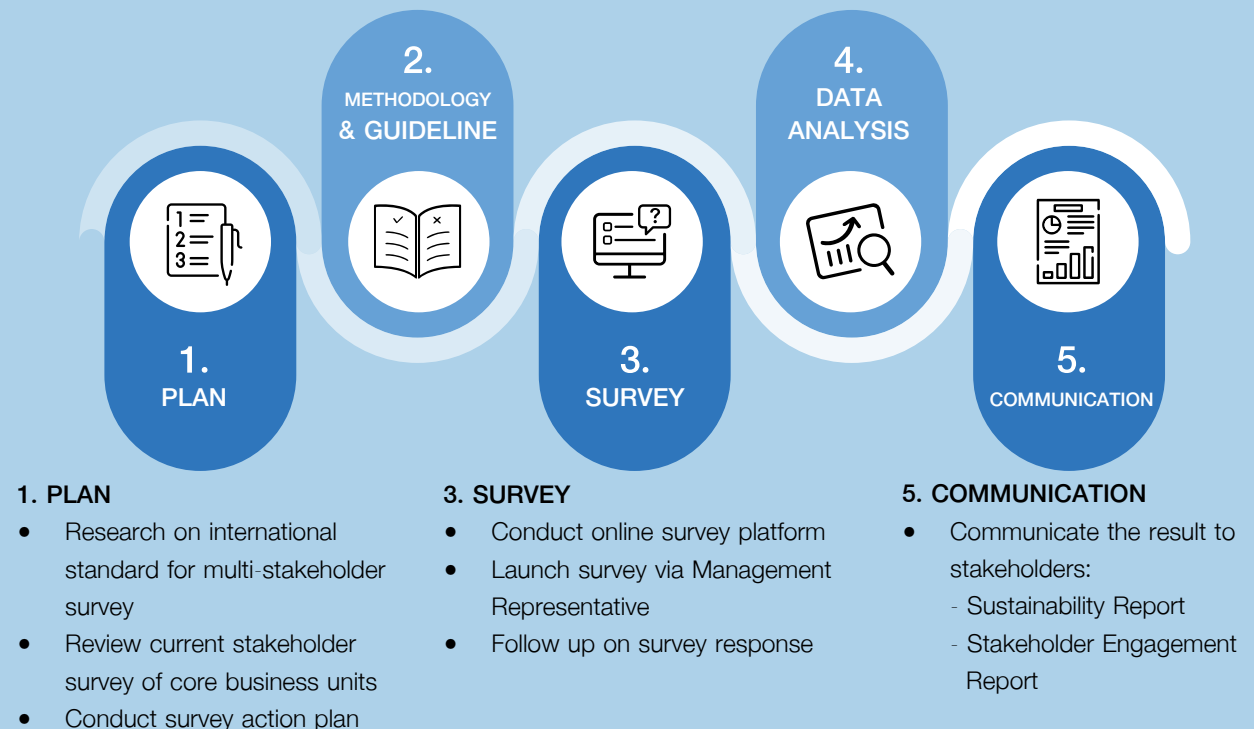 2.
METHODOLOGY
& GUIDELINE
4.
DATA
ANALYSIS
1
2
3
?
1.
PLAN
3.
SURVEY
5.
COMMUNICATION
1. PLAN
● Research on international
standard for multi-stakeholder
survey
● Review current stakeholder
survey of core business units
● Conduct survey action plan
3. SURVEY
● Conduct online survey platform
● Launch survey via Management
Representative
● Follow up on survey response
5. COMMUNICATION
● Communicate the result to
stakeholders:
- Sustainability Report
- Stakeholder Engagement
Report